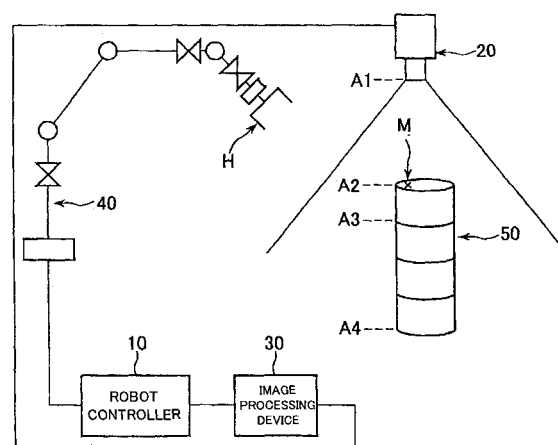 20
A1
H
M
A2
40
A3
50
A4
10
30
ROBOT
CONTROLLER
IMAGE
PROCESSING
DEVICE